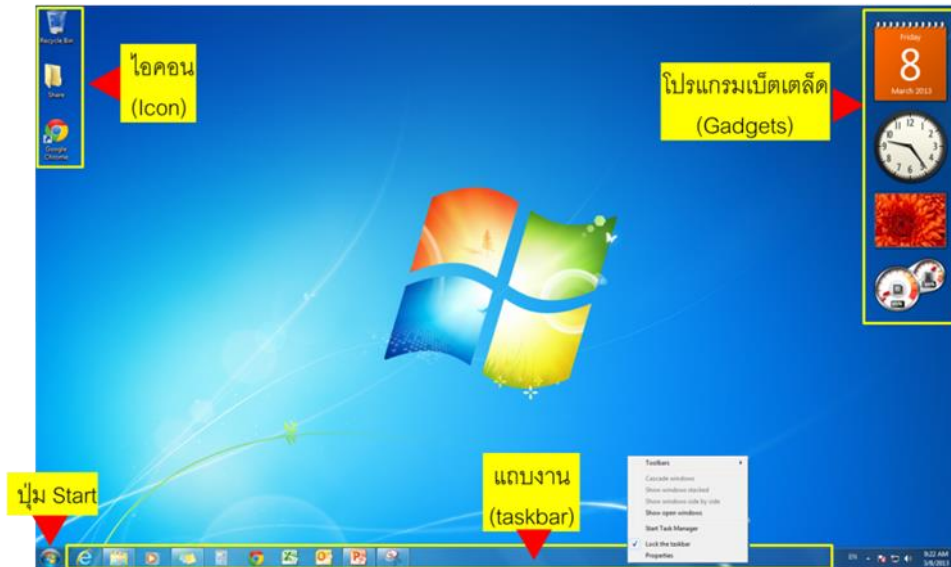 Recycle Bin
Share
Google
Chrome
ไอคอน
(Icon)
โปรแกรมเบ็ตเตล็ด
(Gadgets)
Friday
8
March 2013
ปุ่ม Start
แถบงาน
(taskbar)
Toolbars
Cascade windows
Show windows stacked
Show windows side by side
Show open windows
Start Task Manager
Lock the taskbar
Properties
EN
9:22 AM